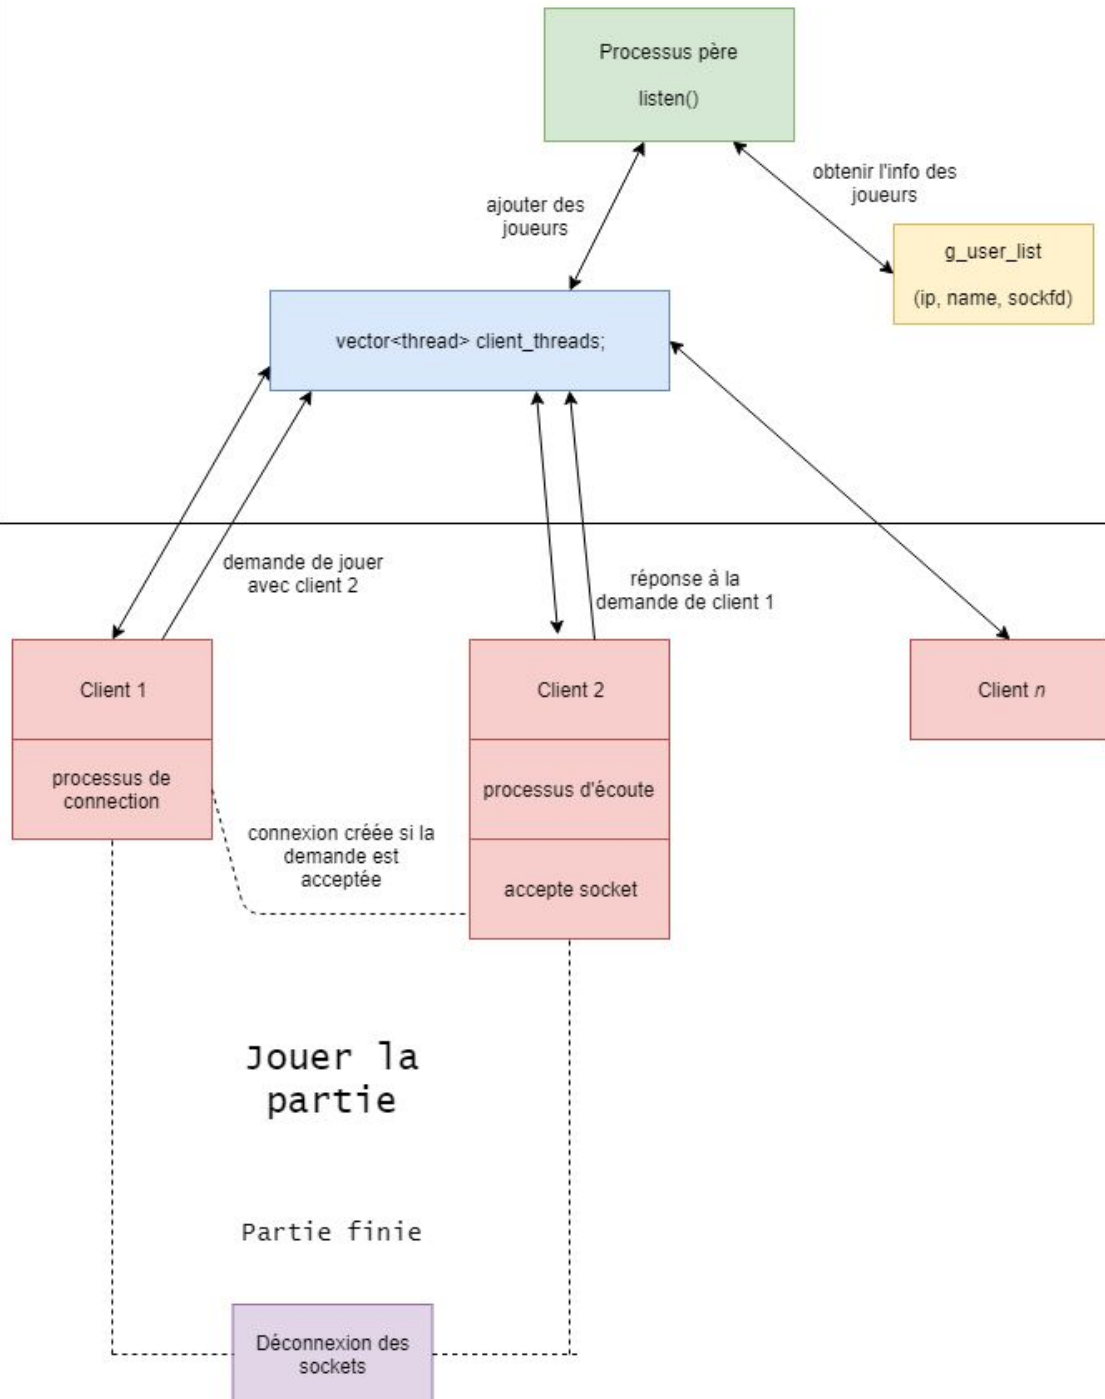 Processus père
listen()
obtenir l'info des
joueurs
ajouter des
joueurs
g_user_list
(ip, name, sockfd)
vector<thread> client_threads;
demande de jouer
avec client 2
réponse à la
demande de client 1
Client 1
Client 2
Client n
processus de
connection
processus d'écoute
connexion créée si la
demande est
acceptée
accepte socket
Jouer la
partie
Partie finie
Déconnexion des
sockets